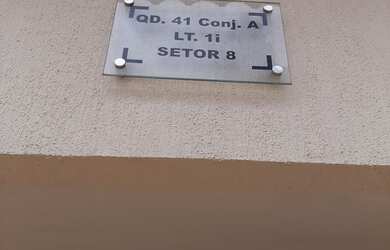 QD. 41 Conj. A
LT. 1i
SETOR 8